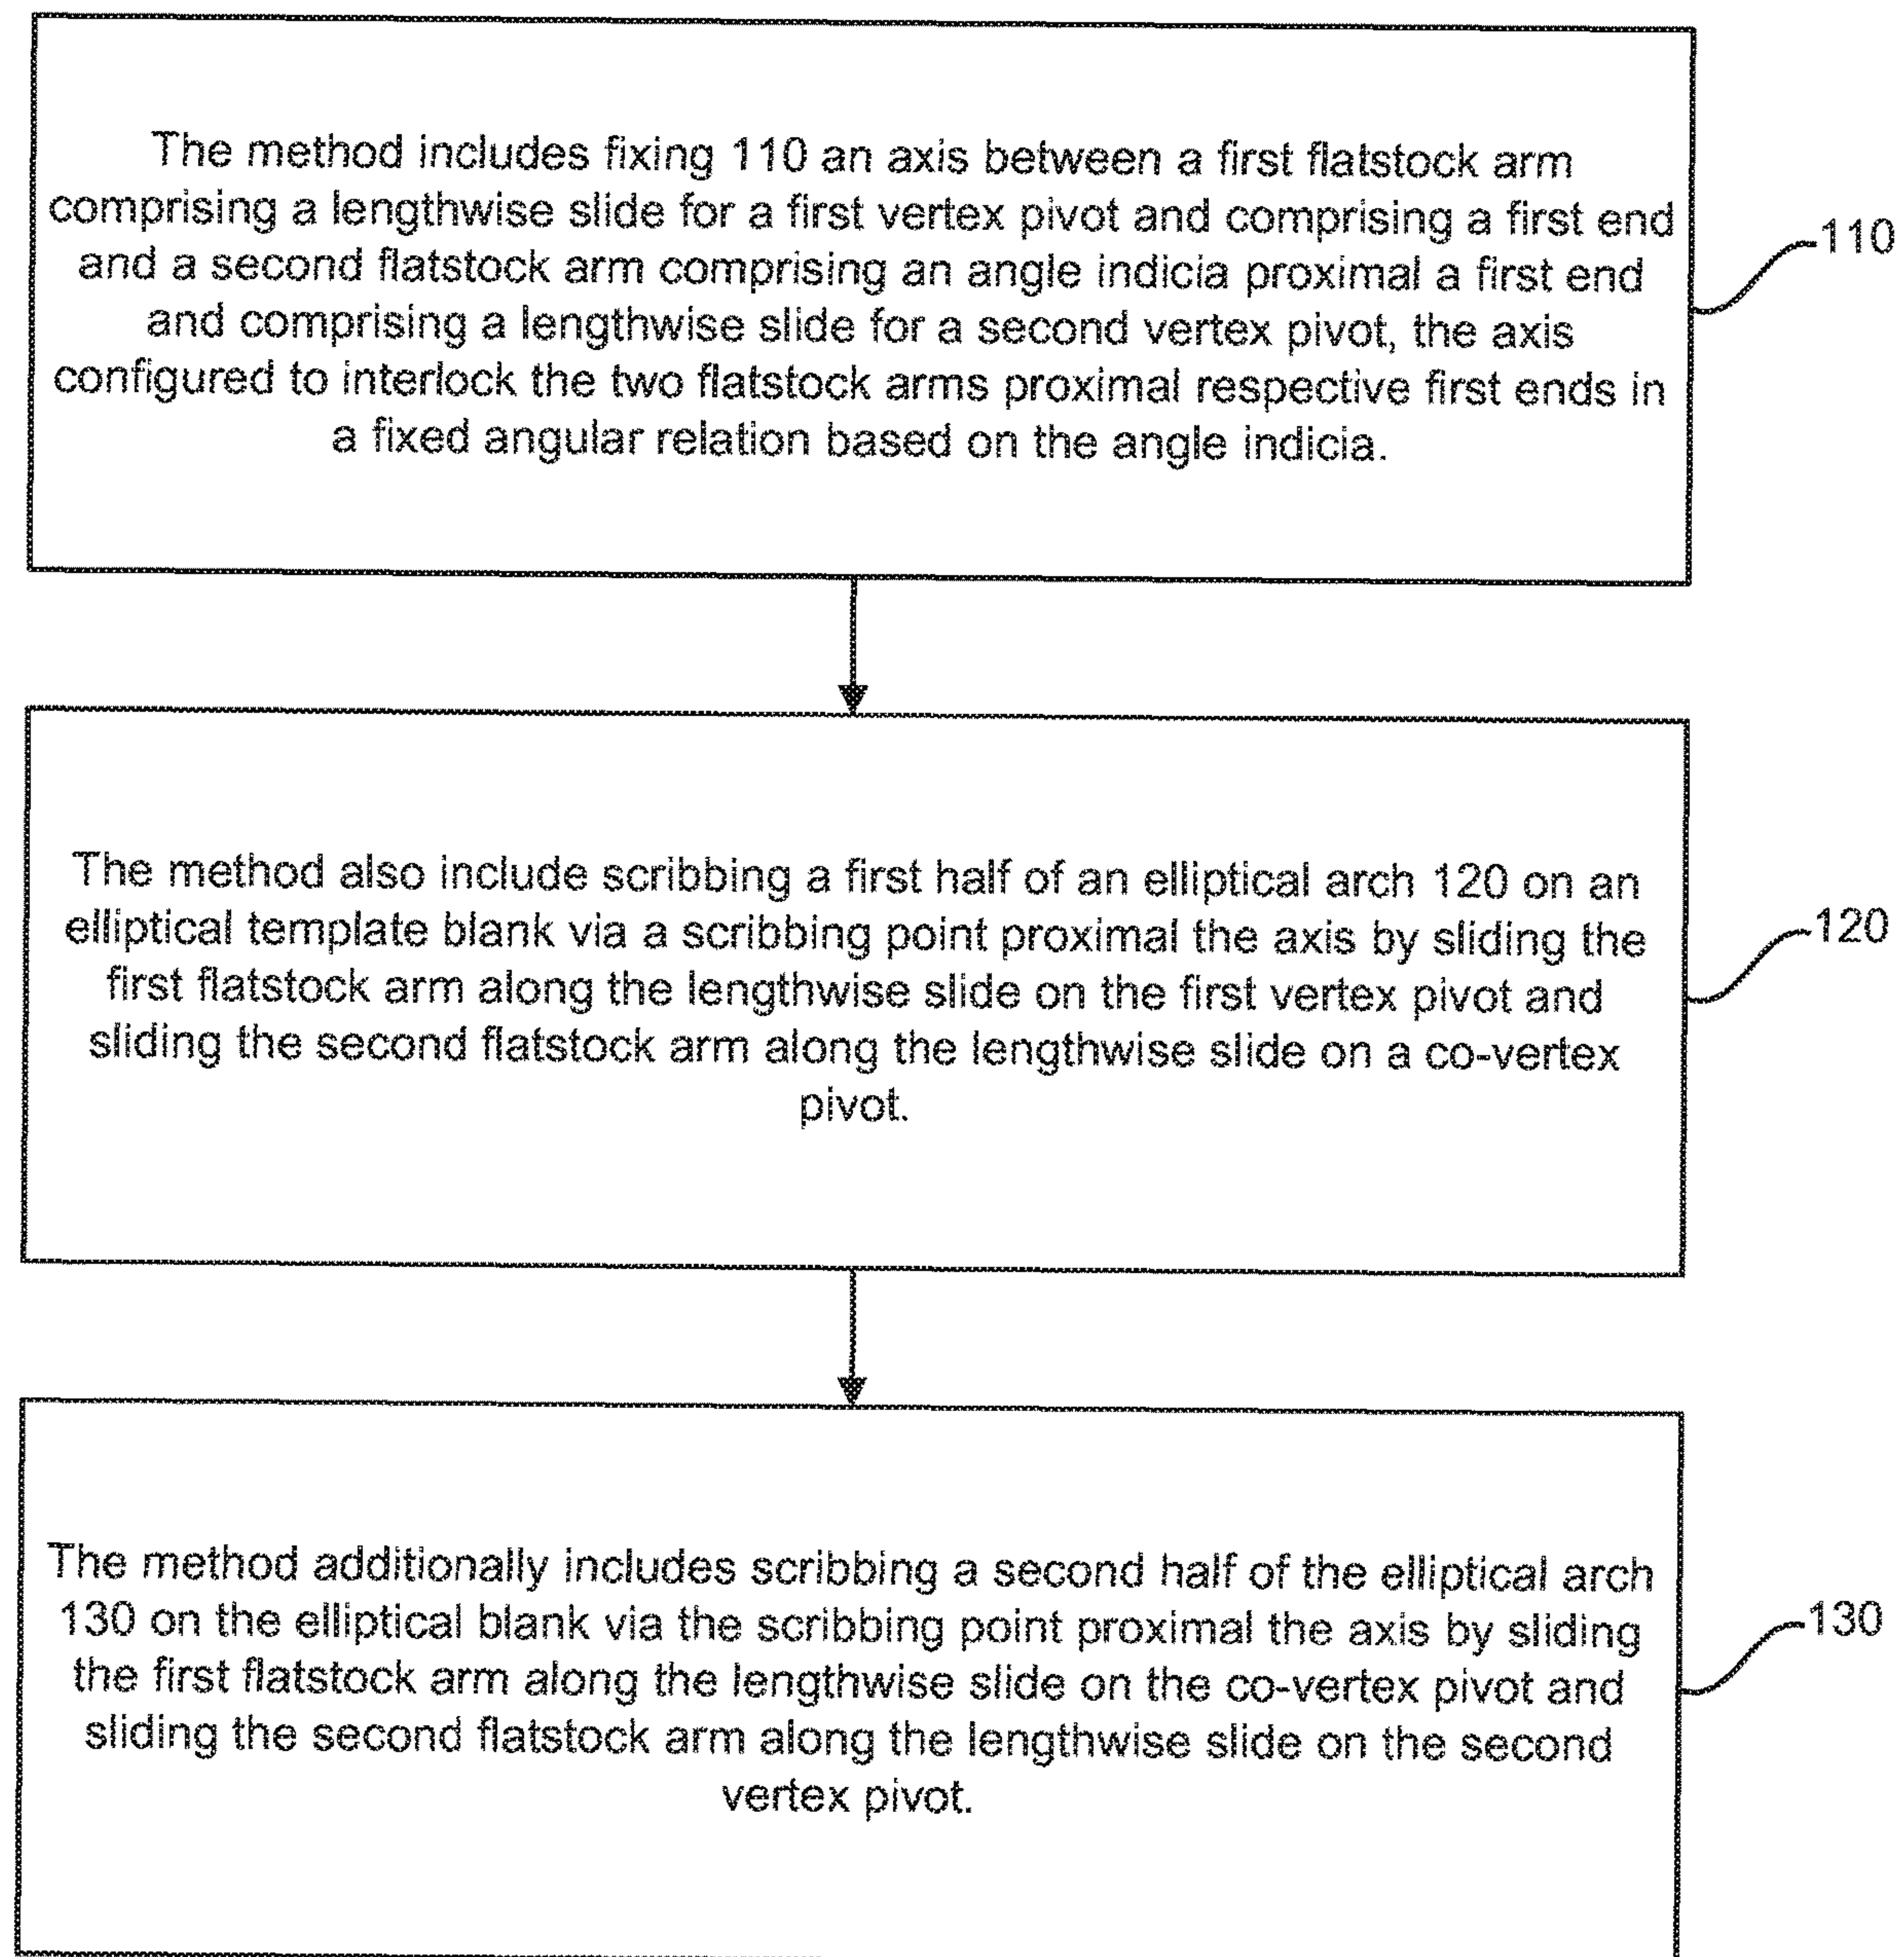 The method includes fixing 110 an axis between a first flatstock arm
comprising a lengthwise slide for a first vertex pivot and comprising a first end
and a second flatstock arm comprising an angle indicia proximal a first end
and comprising a lengthwise slide for a second vertex pivot, the axis
configured to interlock the two flatstock arms proximal respective first ends in
a fixed angular relation based on the angle indicia.
110
The method also include scribbing a first half of an elliptical arch 120 on an
elliptical template blank via a scribbing point proximal the axis by sliding the
first flatstock arm along the lengthwise slide on the first vertex pivot and
sliding the second flatstock arm along the lengthwise slide on a co-vertex
pivot.
120
The method additionally includes scribbing a second half of the elliptical arch
130 on the elliptical blank via the scribbing point proximal the axis by sliding
the first flatstock arm along the lengthwise slide on the co-vertex pivot and
sliding the second flatstock arm along the lengthwise slide on the second
vertex pivot.
130